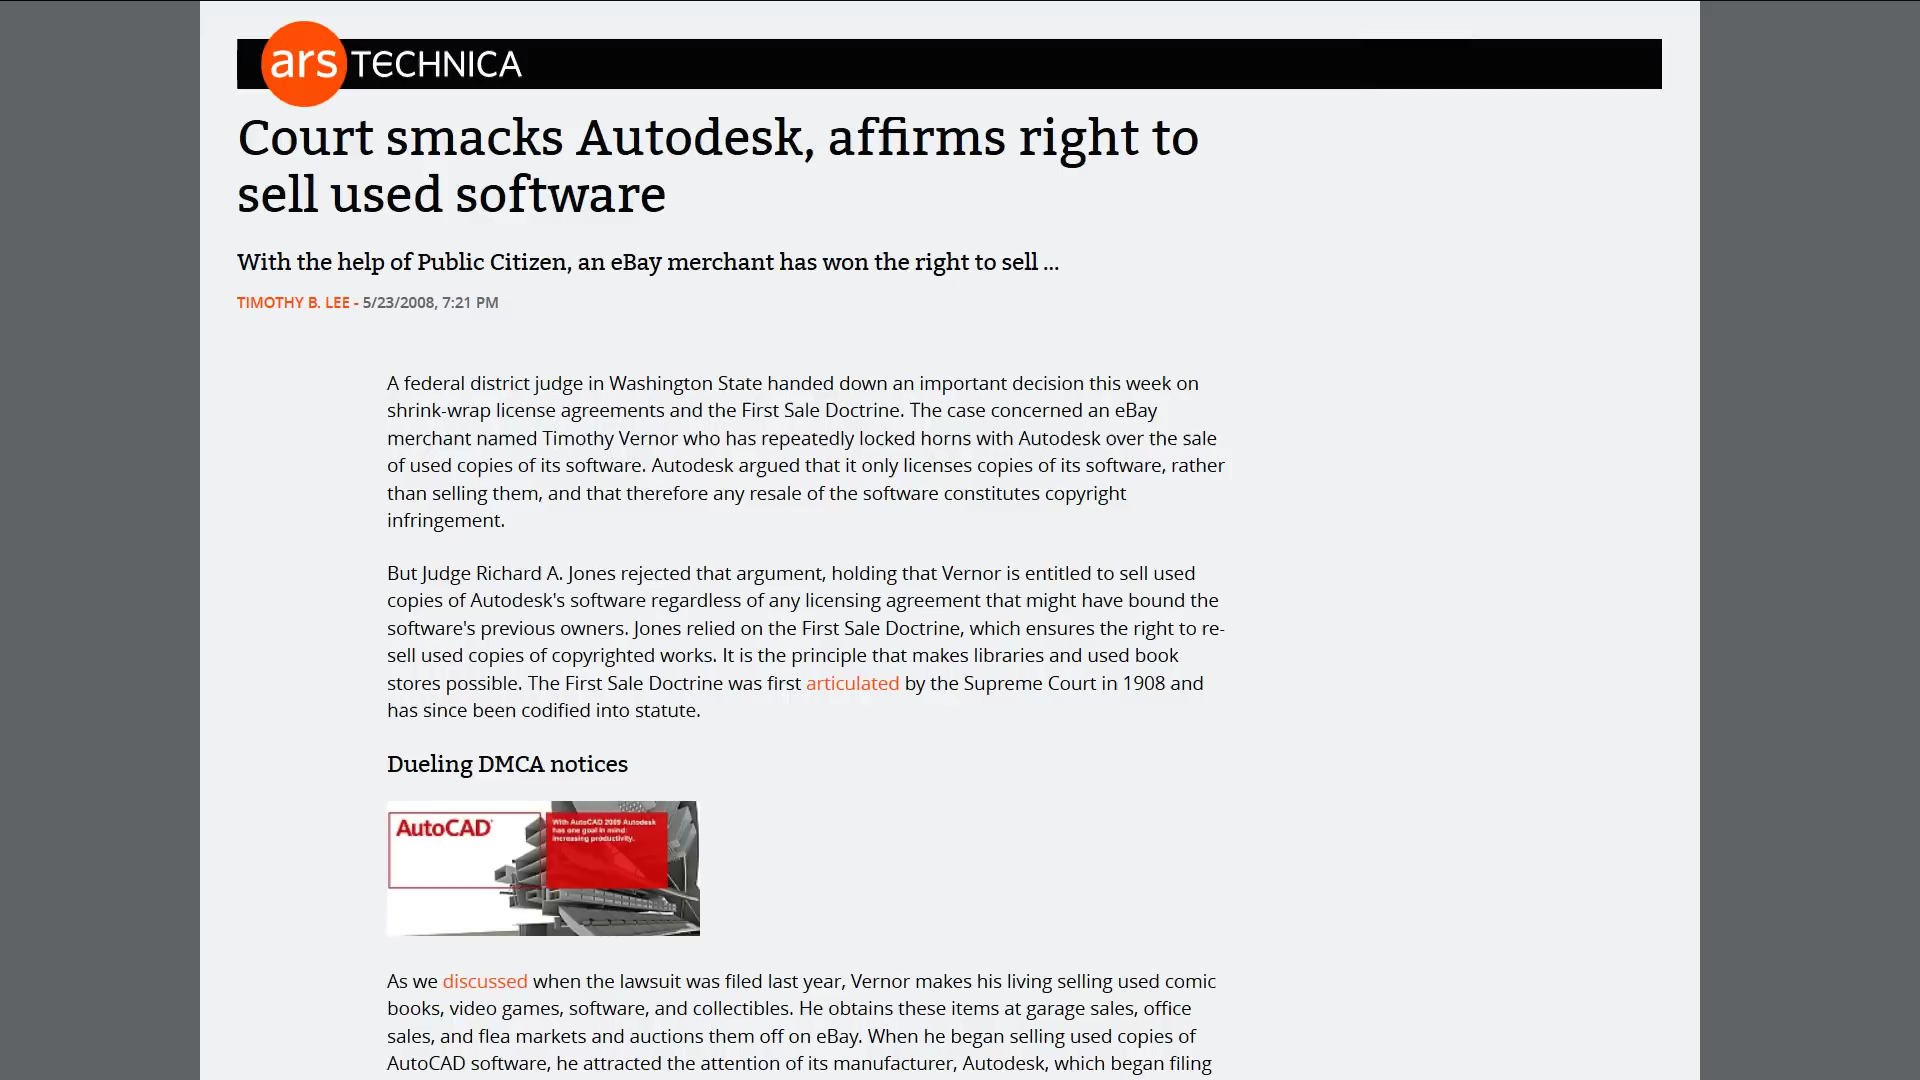 ars TECHNICA
Court smacks Autodesk, affirms right to
sell used software
With the help of Public Citizen, an eBay merchant has won the right to sell ...
TIMOTHY B. LEE - 5/23/2008, 7:21 PM
A federal district judge in Washington State handed down an important decision this week on
shrink-wrap license agreements and the First Sale Doctrine. The case concerned an eBay
merchant named Timothy Vernor who has repeatedly locked horns with Autodesk over the sale
of used copies of its software. Autodesk argued that it only licenses copies of its software, rather
than selling them, and that therefore any resale of the software constitutes copyright
infringement.
But Judge Richard A. Jones rejected that argument, holding that Vernor is entitled to sell used
copies of Autodesk's software regardless of any licensing agreement that might have bound the
software's previous owners. Jones relied on the First Sale Doctrine, which ensures the right to re-
sell used copies of copyrighted works. It is the principle that makes libraries and used book
stores possible. The First Sale Doctrine was first articulated by the Supreme Court in 1908 and
has since been codified into statute.
Dueling DMCA notices
AutoCAD
With AutoCAD 2009 Autodesk
has one goal in mind:
increasing productivity.
As we discussed when the lawsuit was filed last year, Vernor makes his living selling used comic
books, video games, software, and collectibles. He obtains these items at garage sales, office
sales, and flea markets and auctions them off on eBay. When he began selling used copies of
AutoCAD software, he attracted the attention of its manufacturer, Autodesk, which began filing